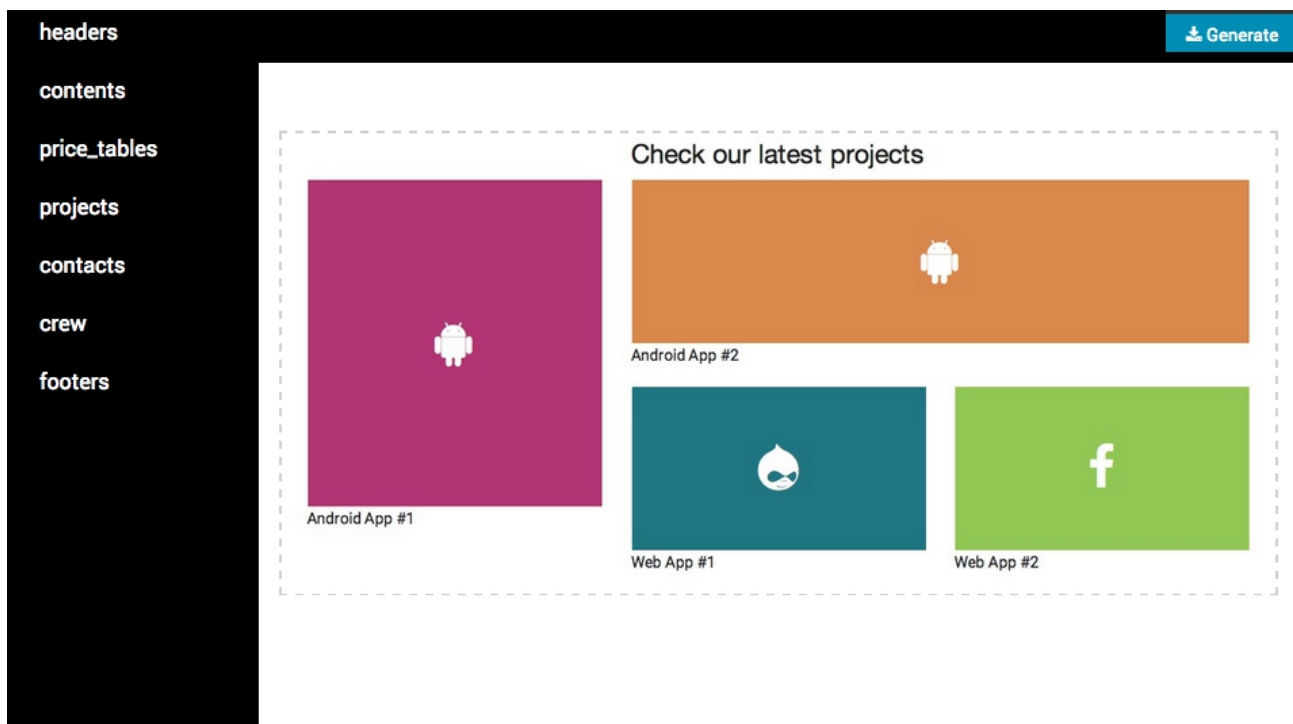 headers
Generate
contents
price_tables
projects
contacts
crew
footers
Check our latest projects
Android App #1
Android App #2
Web App #1
Web App #2